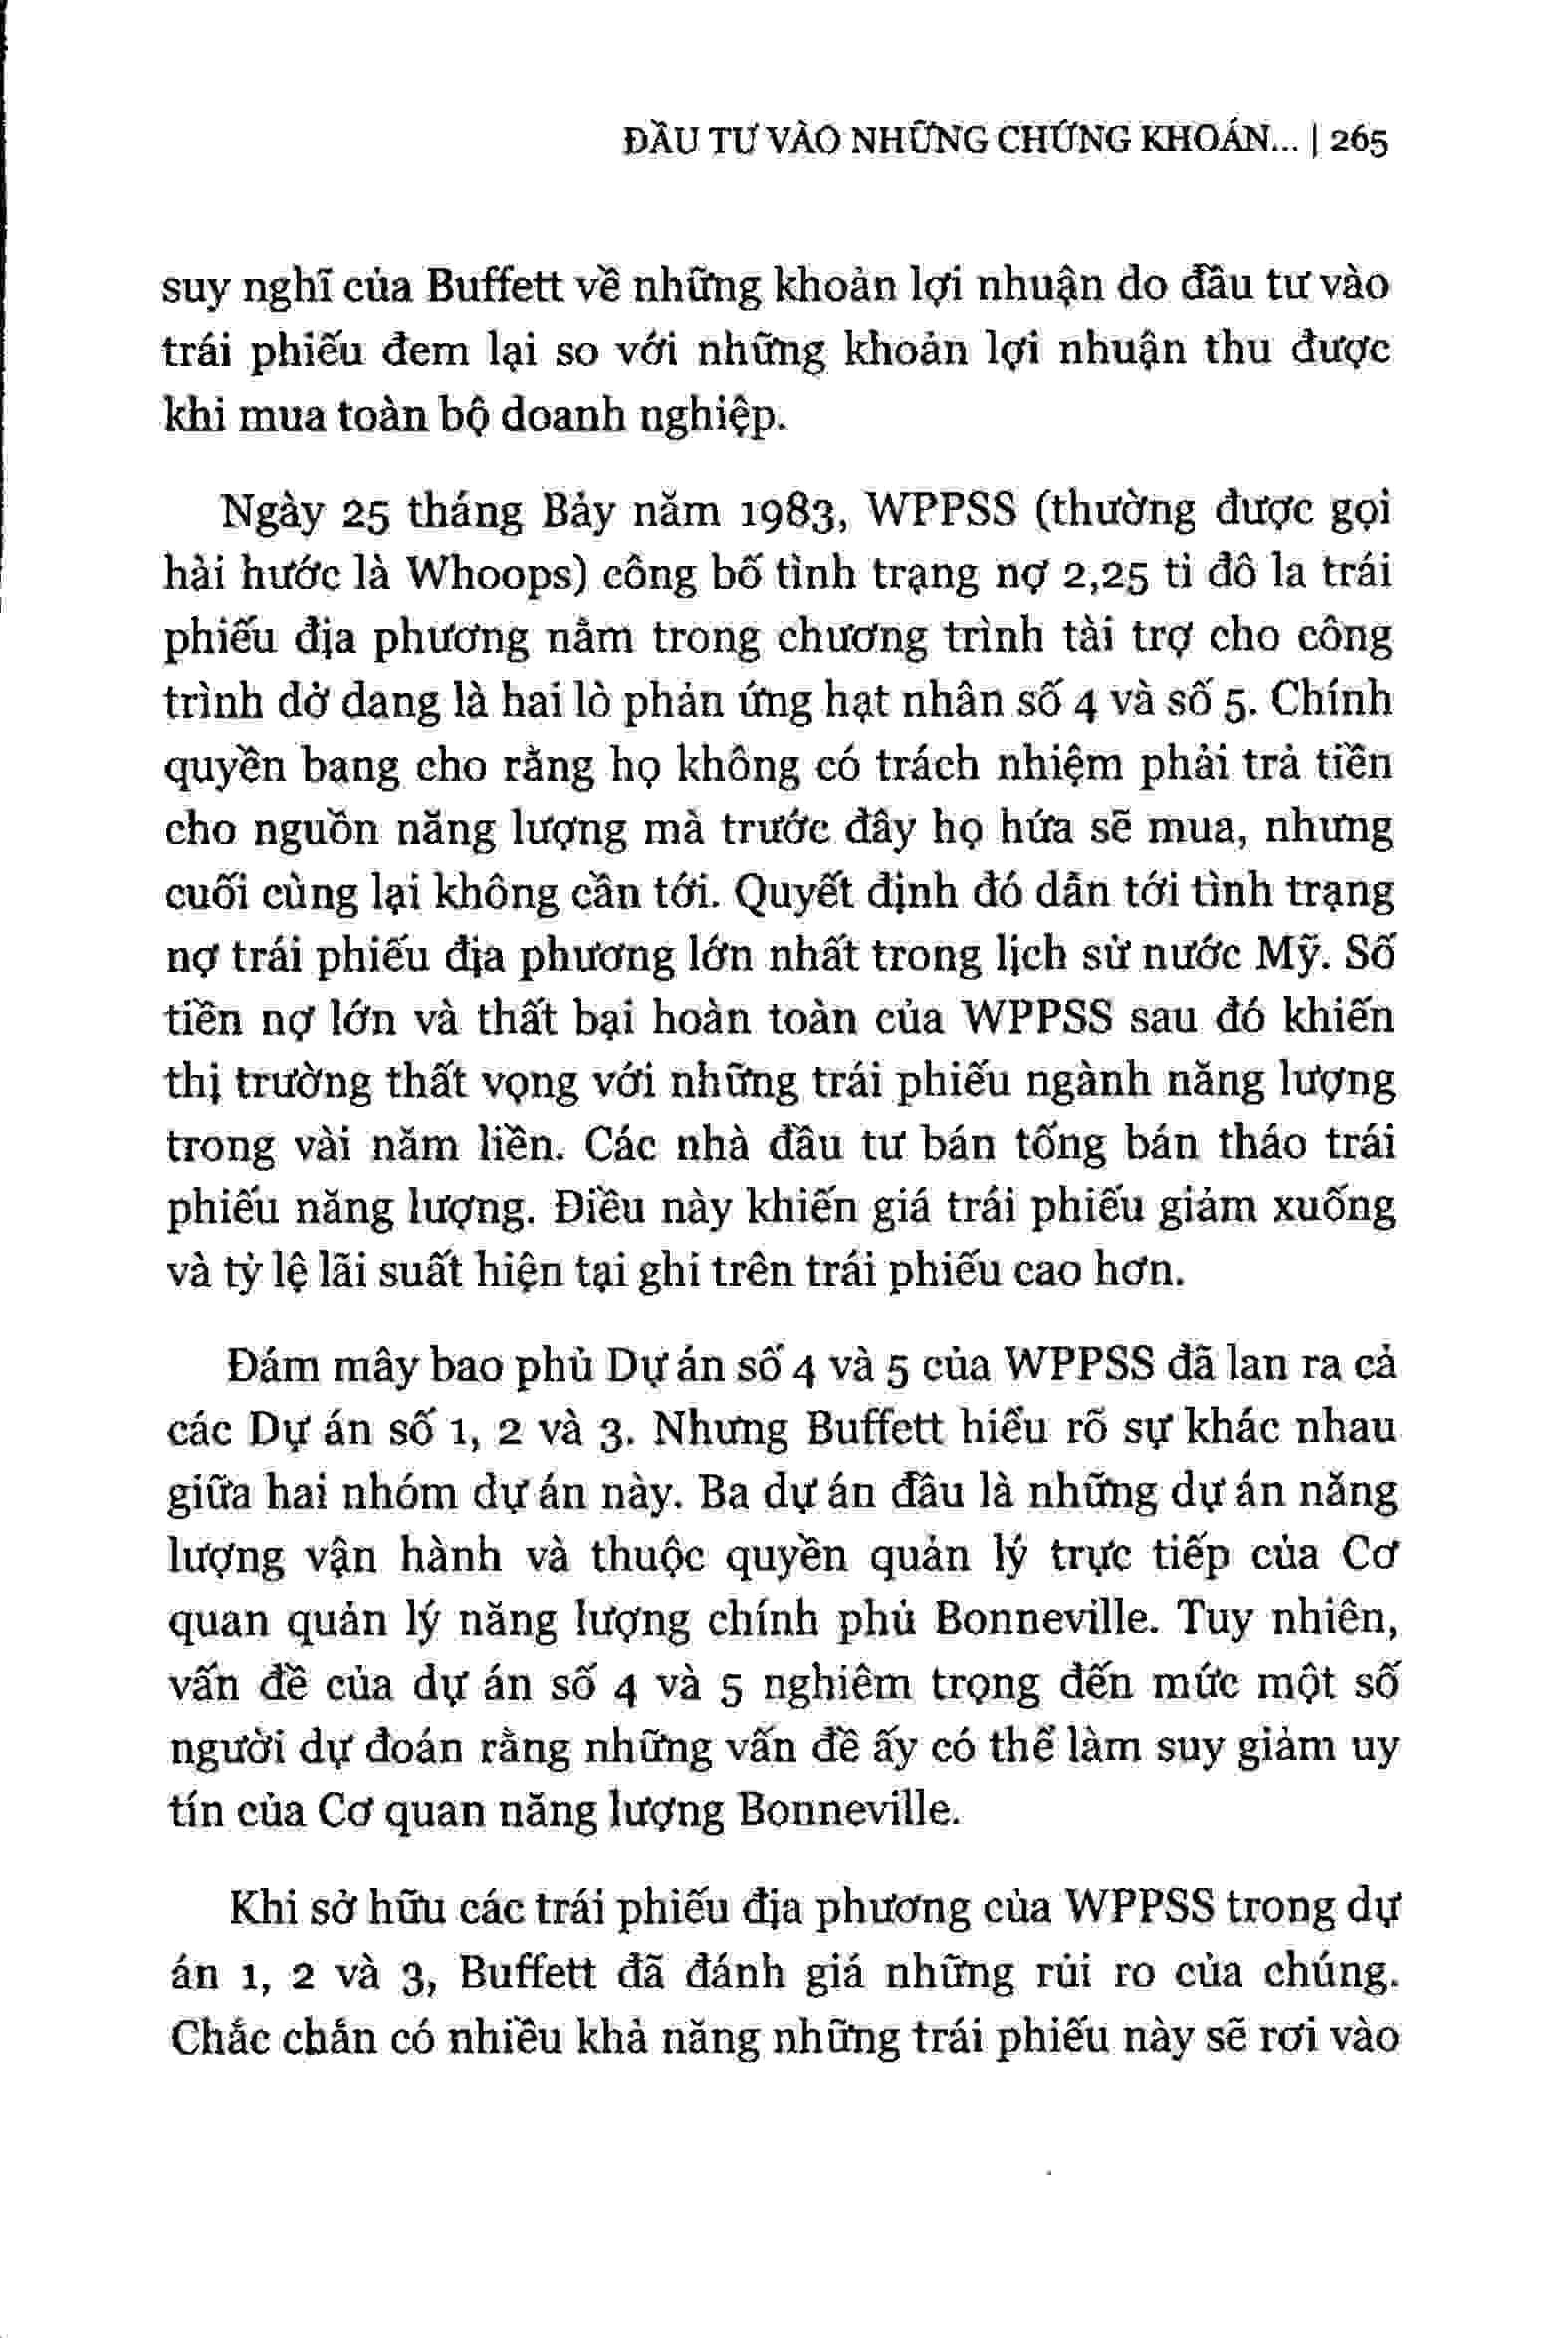 ĐẦU TƯ VÀO NHỮNG CHỨNG KHOÁN... | 265
suy nghĩ của Buffett về những khoản lợi nhuận do đầu tư vào
trái phiếu đem lại so với những khoản lợi nhuận thu được
khi mua toàn bộ doanh nghiệp.
Ngày 25 tháng Bảy năm 1983, WPPSS (thường được gọi
hài hước là Whoops) công bố tình trạng nợ 2,25 tỉ đô la trái
phiếu địa phương nằm trong chương trình tài trợ cho công
trình dở dang là hai lò phản ứng hạt nhân số 4 và số 5. Chính
quyền bang cho rằng họ không có trách nhiệm phải trả tiền
cho nguồn năng lượng mà trước đây họ hứa sẽ mua, nhưng
cuối cùng lại không cần tới. Quyết định đó dẫn tới tình trạng
nợ trái phiếu địa phương lớn nhất trong lịch sử nước Mỹ. Số
tiền nợ lớn và thất bại hoàn toàn của WPPSS sau đó khiến
thị trường thất vọng với những trái phiếu ngành năng lượng
trong vài năm liền. Các nhà đầu tư bán tống bán tháo trái
phiếu năng lượng. Điều này khiến giá trái phiếu giảm xuống
và tỷ lệ lãi suất hiện tại ghi trên trái phiếu cao hơn.
Đám mây bao phủ Dự án số 4 và 5 của WPPSS đã lan ra cả
các Dự án số 1, 2 và 3. Nhưng Buffett hiểu rõ sự khác nhau
giữa hai nhóm dự án này. Ba dự án đầu là những dự án năng
lượng vận hành và thuộc quyền quản lý trực tiếp của Cơ
quan quản lý năng lượng chính phủ Bonneville. Tuy nhiên,
vấn đề của dự án số 4 và 5 nghiêm trọng đến mức một số
người dự đoán rằng những vấn đề ấy có thể làm suy giảm uy
tín của Cơ quan năng lượng Bonneville.
Khi sở hữu các trái phiếu địa phương của WPPSS trong dự
án 1, 2 và 3, Buffett đã đánh giá những rủi ro của chúng.
Chắc chắn có nhiều khả năng những trái phiếu này sẽ rơi vào